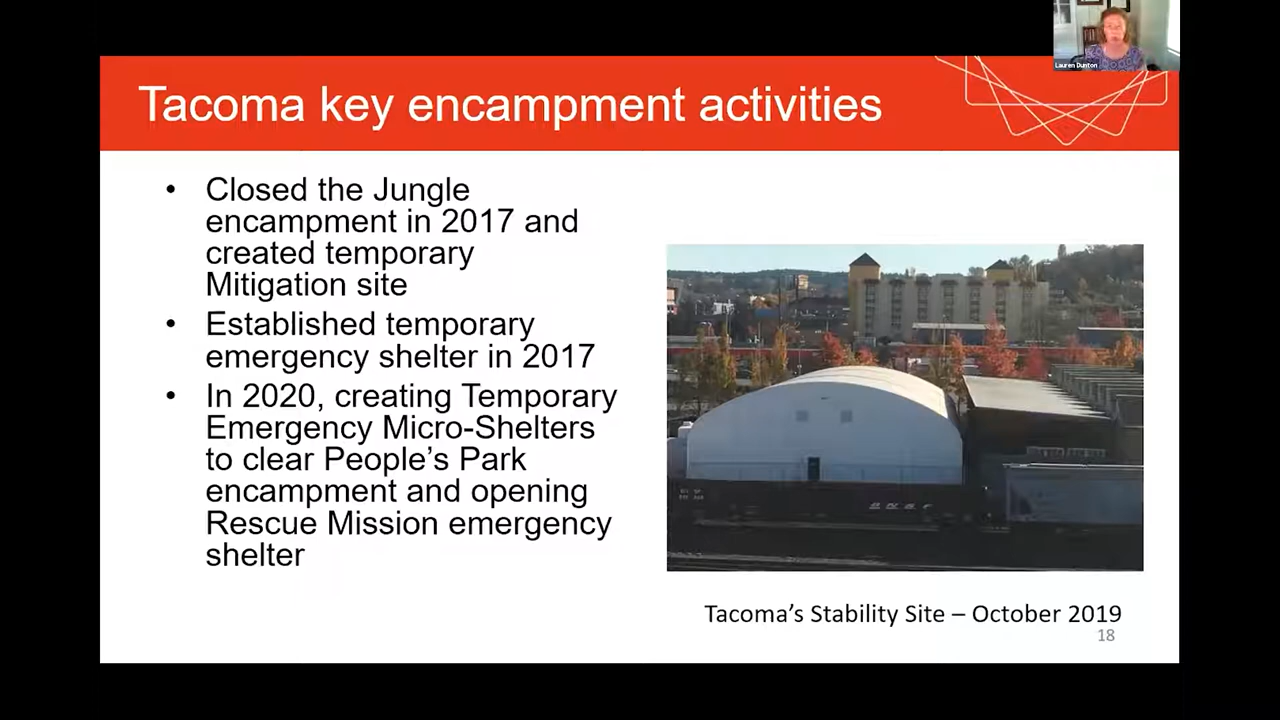 Lauren Dunton
Tacoma key encampment activities
• Closed the Jungle
encampment in 2017 and
created temporary
Mitigation site
• Established temporary
emergency shelter in 2017
• In 2020, creating Temporary
Emergency Micro-Shelters
to clear People's Park
encampment and opening
Rescue Mission emergency
shelter
BNSF
Tacoma's Stability Site – October 2019
18